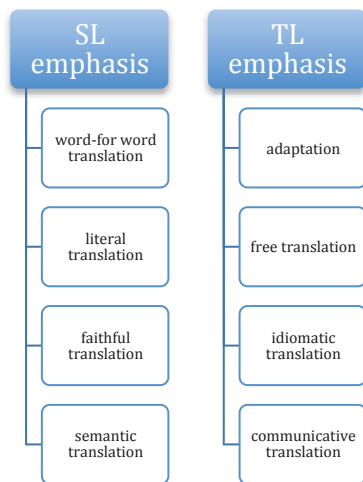 SL
emphasis
word-for word
translation
literal
translation
faithful
translation
semantic
translation
TL
emphasis
adaptation
free translation
idiomatic
translation
communicative
translation